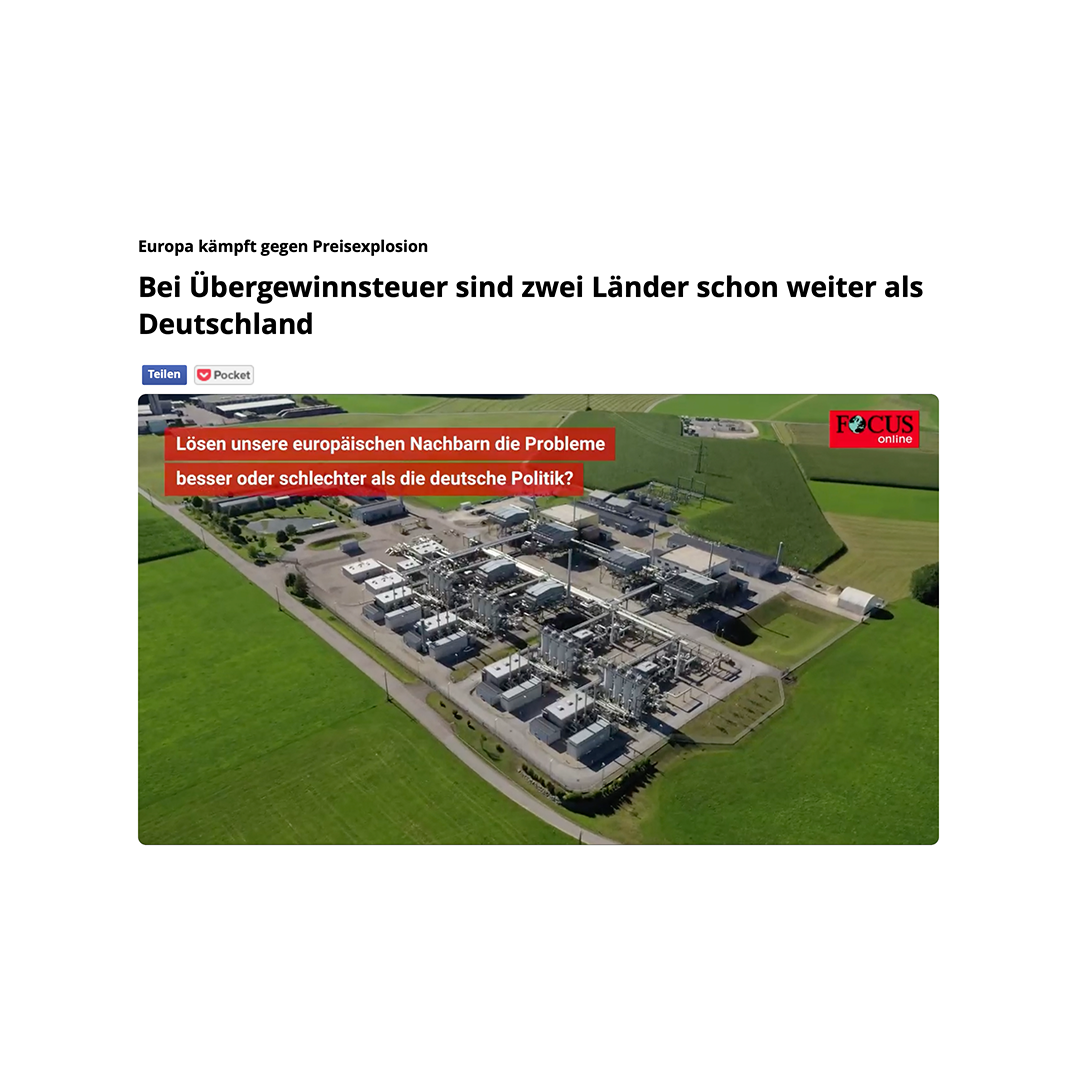 Europa kämpft gegen Preisexplosion
Bei Übergewinnsteuer sind zwei Länder schon weiter als
Deutschland
Teilen
Pocket
Lösen unsere europäischen Nachbarn die Probleme
besser oder schlechter als die deutsche Politik?
FOCUS
online